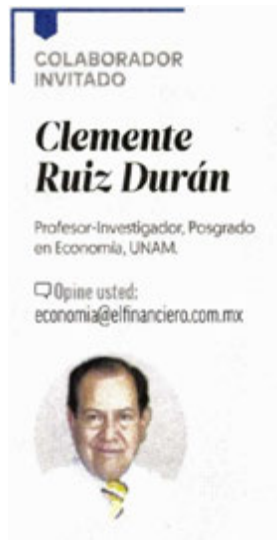 COLABORADOR
INVITADO
Clemente
Ruiz Durán
Profesor-Investigador, Posgrado
en Economía, UNAM.
Opine usted:
economia@elfinanciero.com.mx